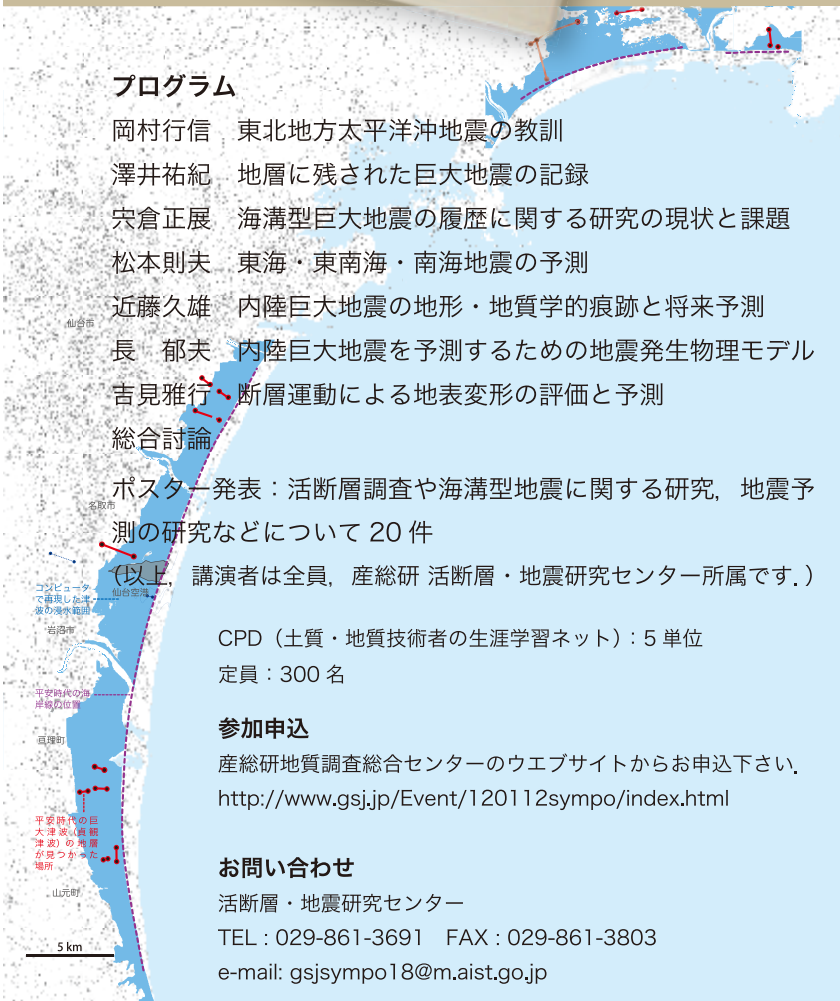 プログラム
岡村行信　東北地方太平洋沖地震の教訓
澤井祐紀　地層に残された巨大地震の記録
宍倉正展　海溝型巨大地震の履歴に関する研究の現状と課題
松本則夫　東海・東南海・南海地震の予測
近藤久雄　内陸巨大地震の地形・地質学的痕跡と将来予測
長　郁夫　内陸巨大地震を予測するための地震発生物理モデル
吉見雅行　断層運動による地表変形の評価と予測
総合討論
ポスター発表：活断層調査や海溝型地震に関する研究，地震予
測の研究などについて 20 件
（以上，講演者は全員，産総研 活断層・地震研究センター所属です．）
CPD（土質・地質技術者の生涯学習ネット）：5 単位
定員：300 名
参加申込
産総研地質調査総合センターのウエブサイトからお申込下さい．
http://www.gsj.jp/Event/120112sympo/index.html
お問い合わせ
活断層・地震研究センター
TEL : 029-861-3691　FAX : 029-861-3803
e-mail: gsjsympo18@m.aist.go.jp
仙台市
名取市
仙台空港
コンピュータ
で再現した津
波の浸水範囲
岩沼市
平安時代の海
岸線の位置
亘理町
平安時代の巨
大津波（貞観
津波）の地層
が見つかった
場所
山元町
5 km